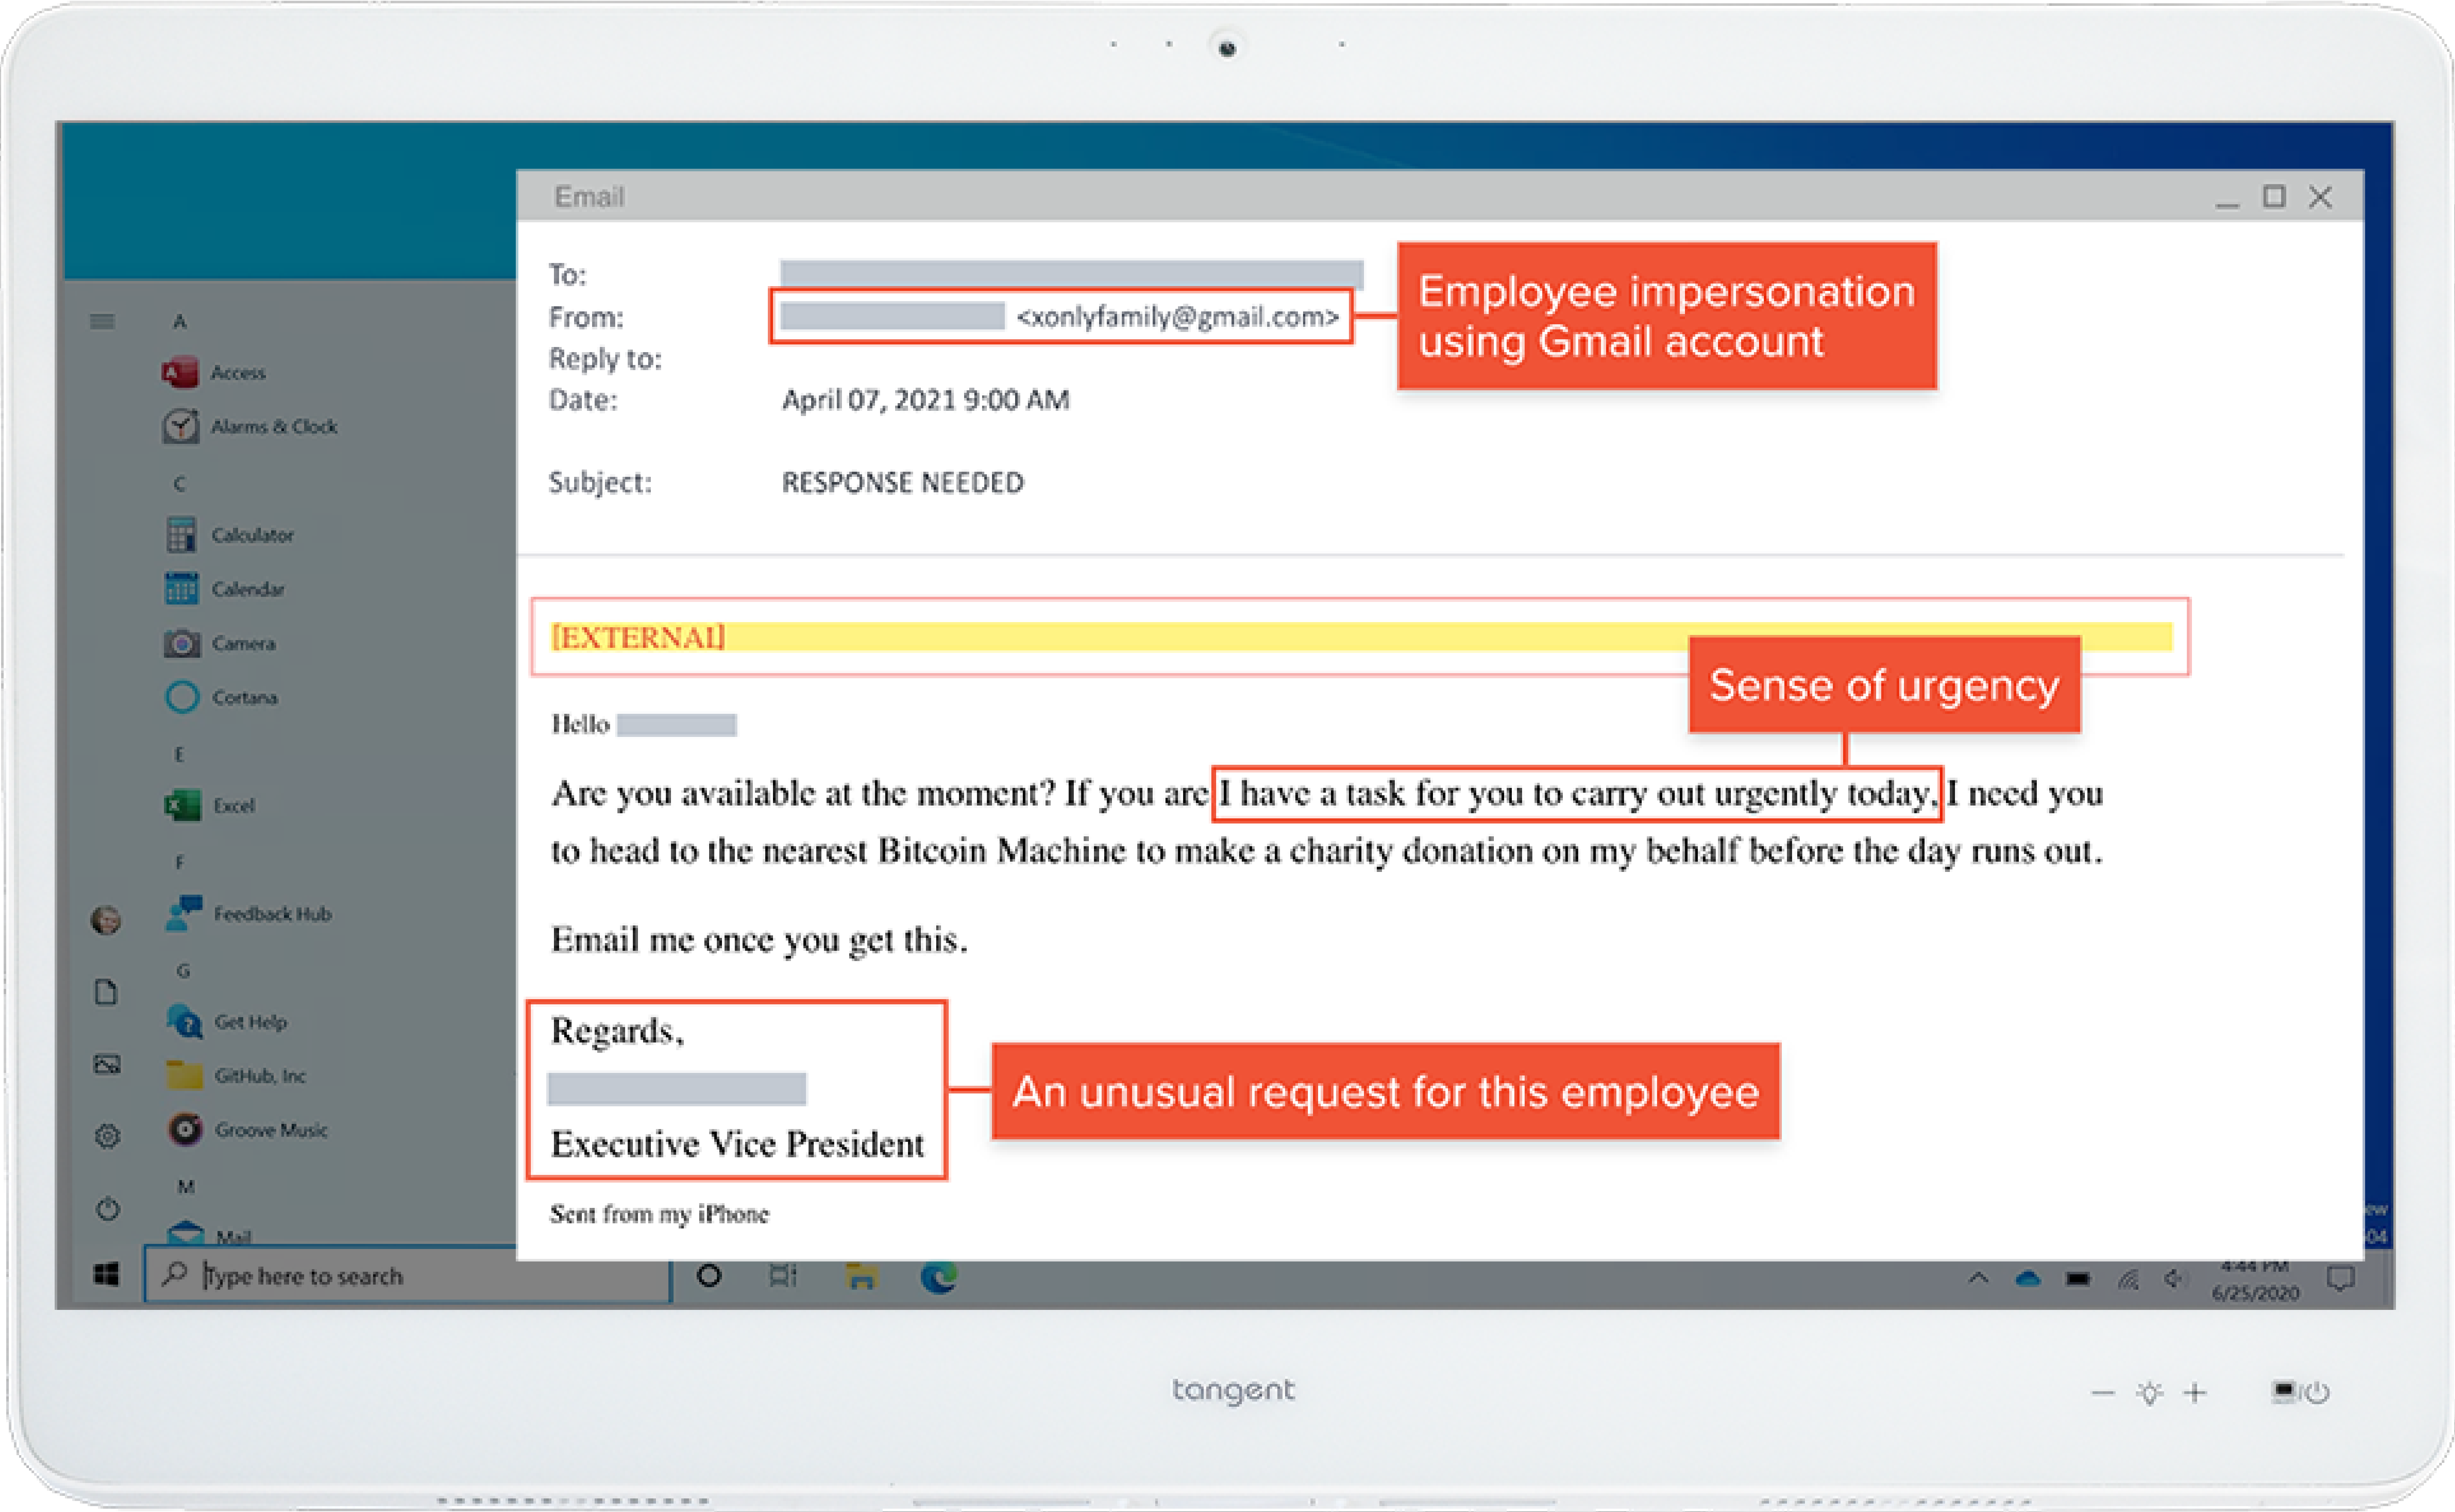 Email
To:
From: <xonlyfamily@gmail.com>
Employee impersonation
using Gmail account
Reply to:
Date: April 07, 2021 9:00 AM
Subject: RESPONSE NEEDED
[EXTERNAL]
Sense of urgency
Hello
Are you available at the moment? If you are I have a task for you to carry out urgently today, I need you
to head to the nearest Bitcoin Machine to make a charity donation on my behalf before the day runs out.
Email me once you get this.
Regards,
An unusual request for this employee
Executive Vice President
Sent from my iPhone
A
Access
Alarms & Clock
C
Calculator
Calendar
Camera
Cortana
E
Excel
F
Feedback Hub
G
Get Help
GitHub, Inc
Groove Music
M
Mail
Type here to search
ew
04
4:44 PM
6/25/2020
tangent